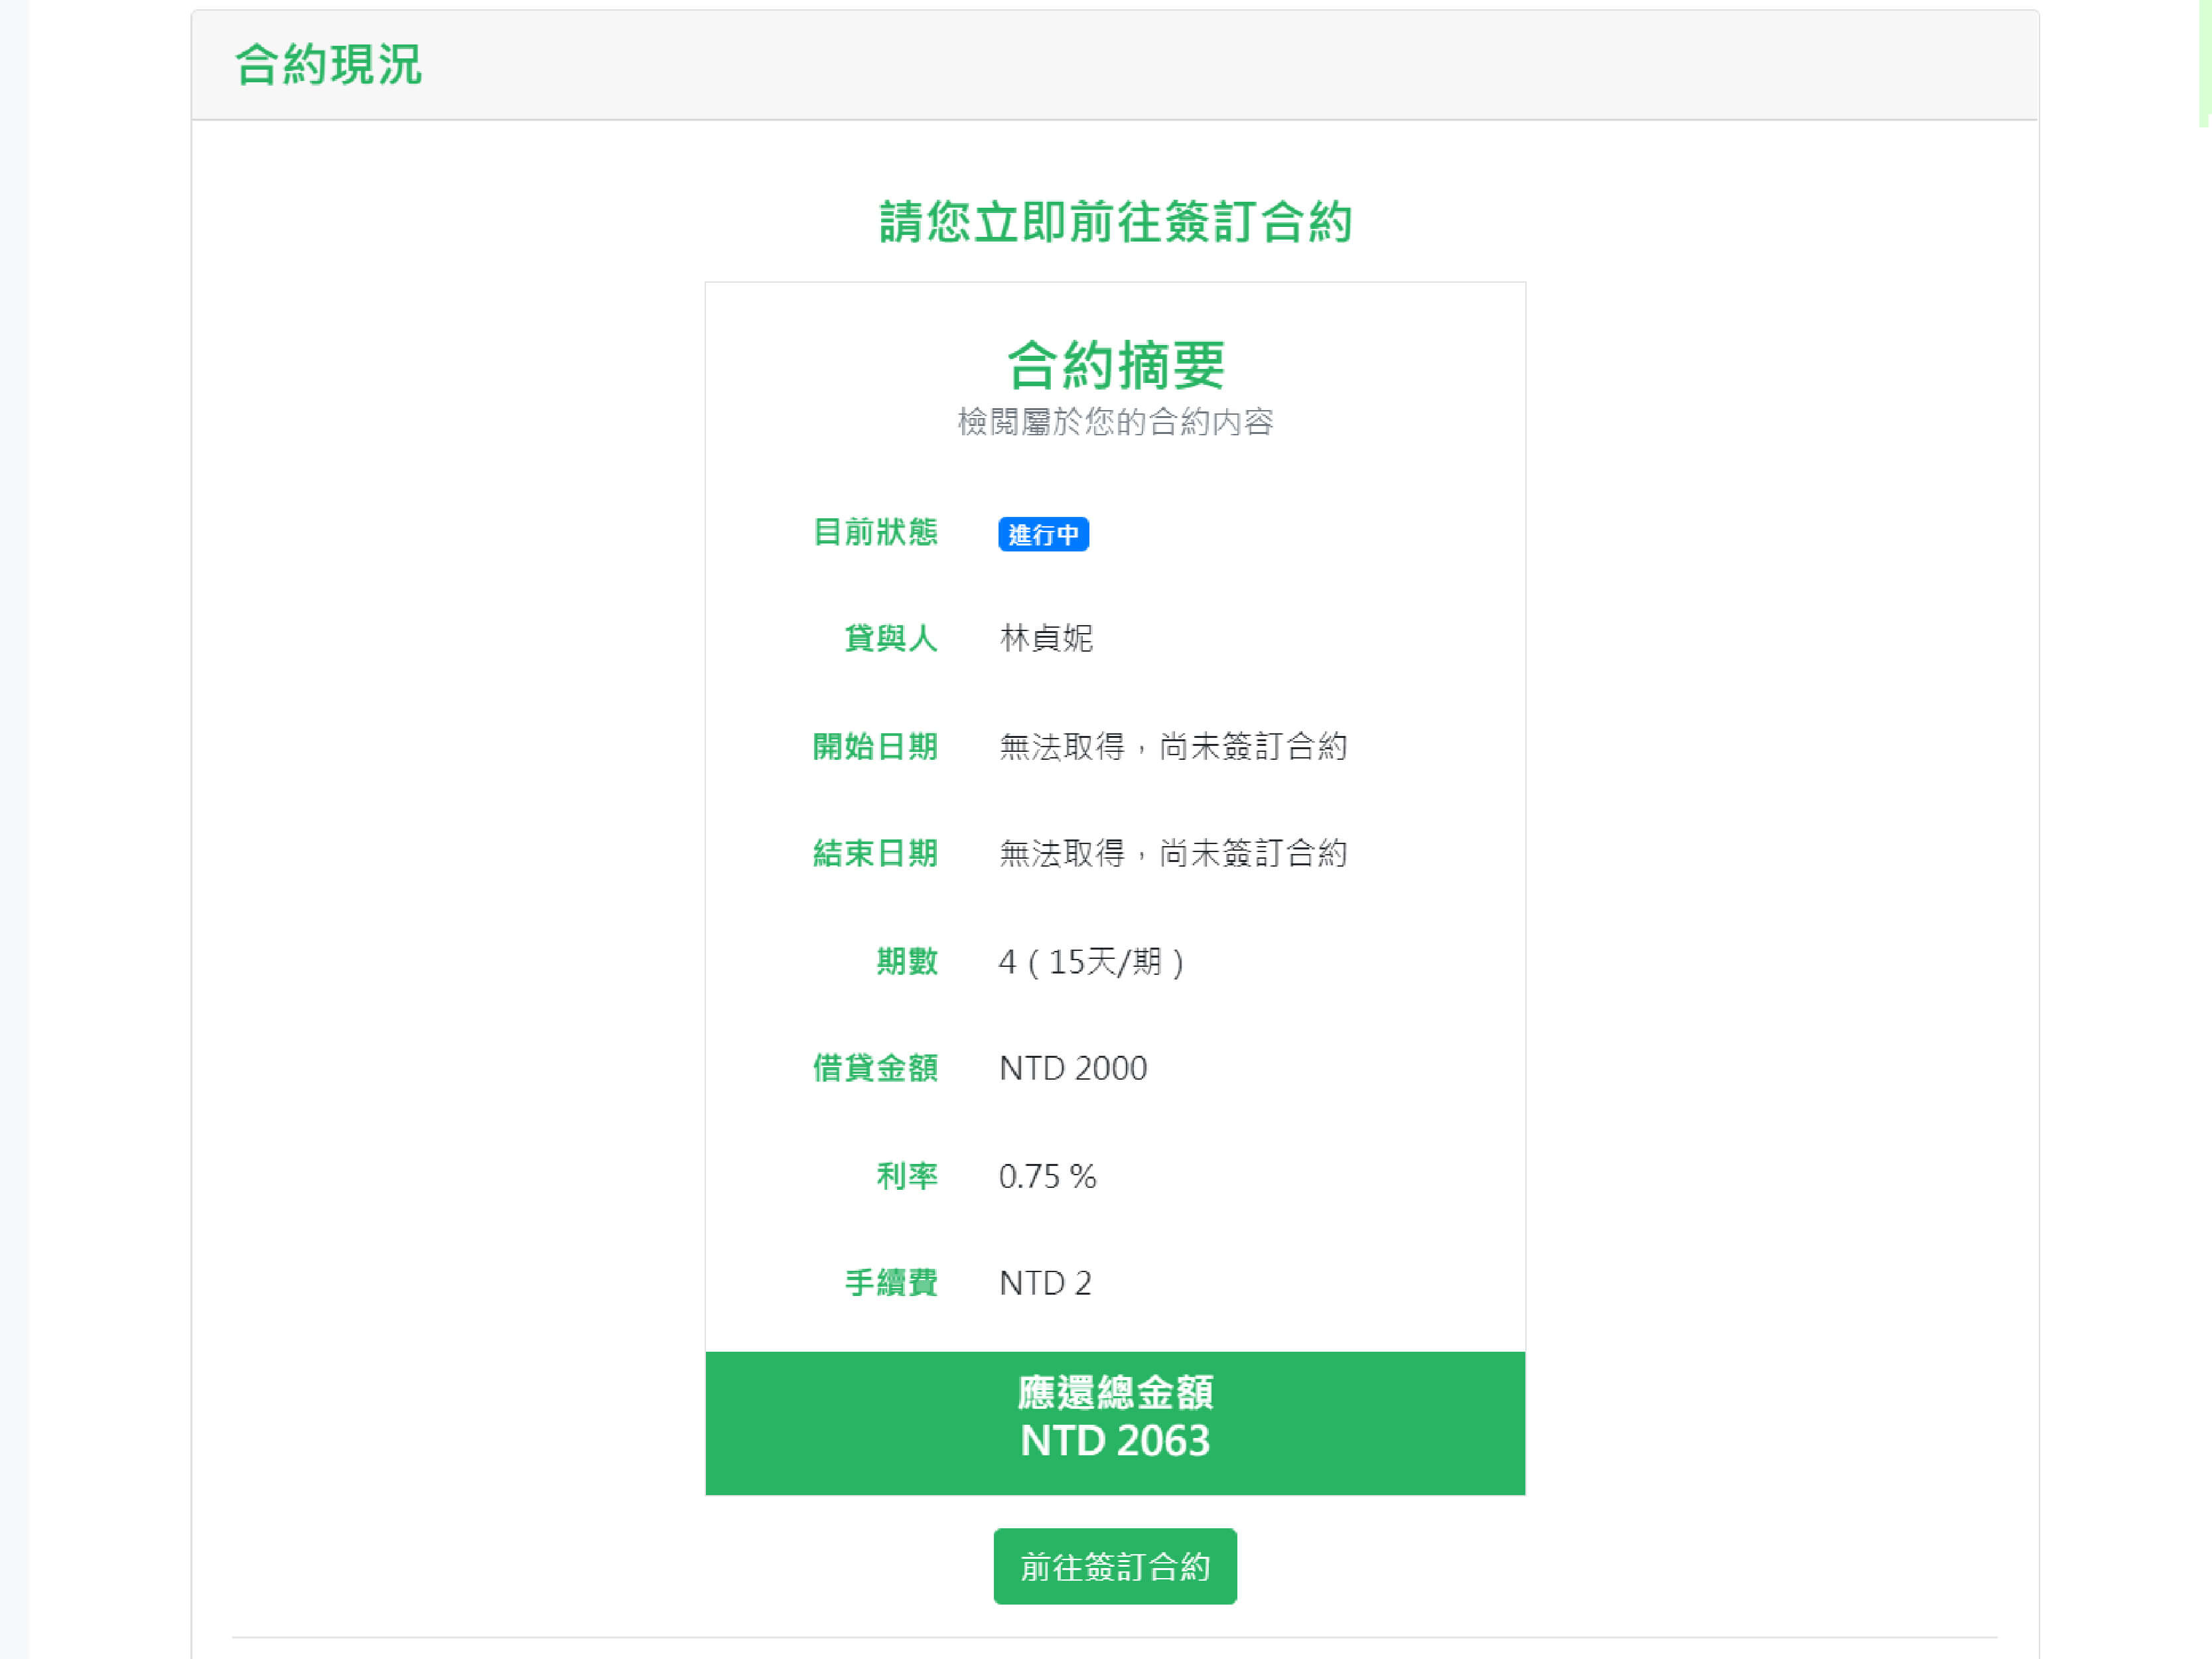 合約現況
請您立即前往簽訂合約
合約摘要
檢閱屬於您的合約內容
目前狀態 進行中
貸與人 林貞妮
開始日期 無法取得，尚未簽訂合約
結束日期 無法取得，尚未簽訂合約
期數 4 ( 15天/期 )
借貸金額 NTD 2000
利率 0.75 %
手續費 NTD 2
應還總金額
NTD 2063
前往簽訂合約